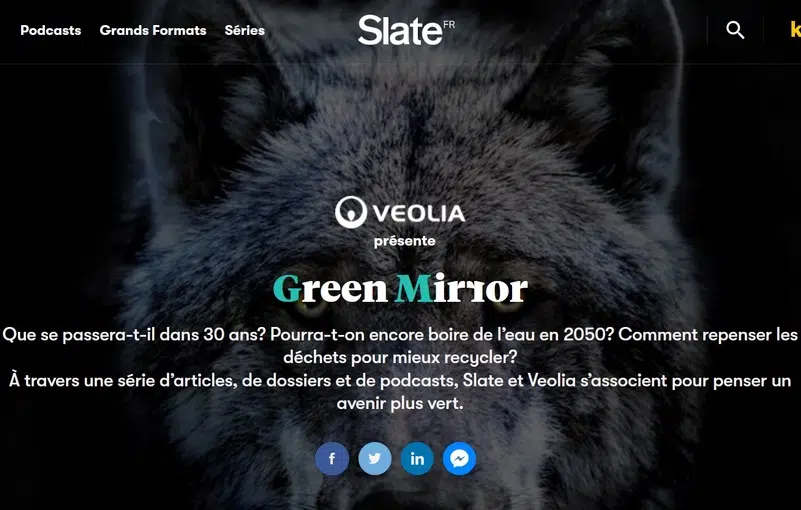 Podcasts Grands Formats Séries Slate FR k
VEOLIA
présente
Green Mirror
Que se passera-t-il dans 30 ans? Pourra-t-on encore boire de l'eau en 2050? Comment repenser les
déchets pour mieux recycler?
À travers une série d'articles, de dossiers et de podcasts, Slate et Veolia s'associent pour penser un
avenir plus vert.
f in